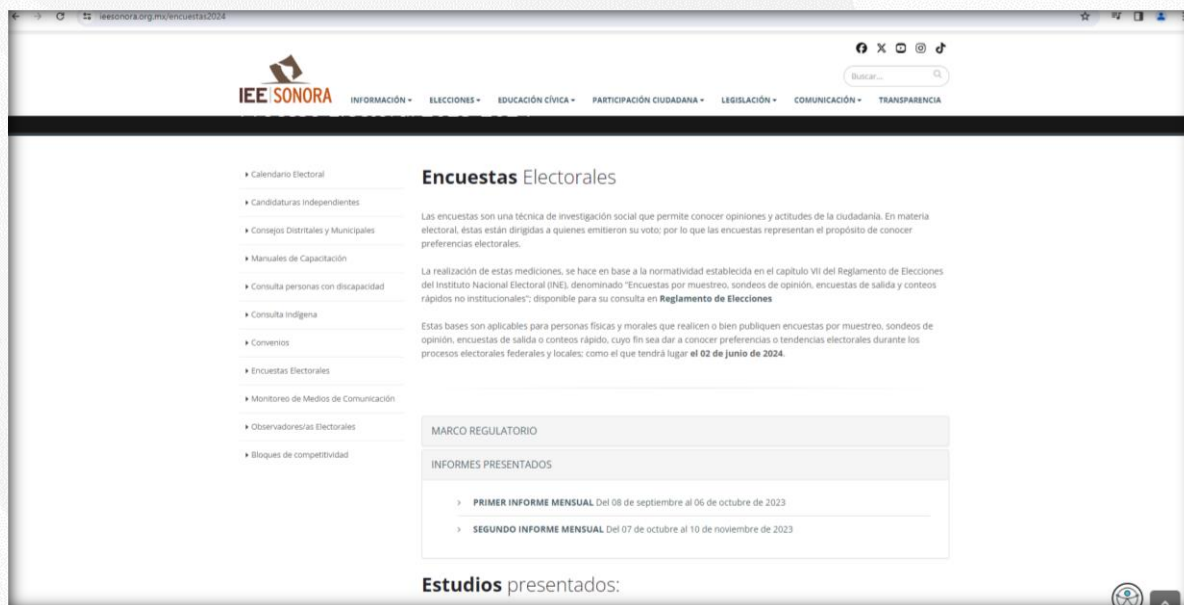 ieesonora.org.mx/encuestas2024
Buscar...
IEE SONORA
INFORMACIÓN
ELECCIONES
EDUCACIÓN CÍVICA
PARTICIPACIÓN CIUDADANA
LEGISLACIÓN
COMUNICACIÓN
TRANSPARENCIA
Calendario Electoral
Candidaturas Independientes
Consejos Distritales y Municipales
Manuales de Capacitación
Consulta personas con discapacidad
Consulta Indígena
Convenios
Encuestas Electorales
Monitoreo de Medios de Comunicación
Observadores/as Electorales
Bloques de competitividad
Encuestas Electorales
Las encuestas son una técnica de investigación social que permite conocer opiniones y actitudes de la ciudadanía. En materia
electoral, éstas están dirigidas a quienes emitieron su voto; por lo que las encuestas representan el propósito de conocer
preferencias electorales.
La realización de estas mediciones, se hace en base a la normatividad establecida en el capítulo VII del Reglamento de Elecciones
del Instituto Nacional Electoral (INE), denominado "Encuestas por muestreo, sondeos de opinión, encuestas de salida y conteos
rápidos no institucionales"; disponible para su consulta en Reglamento de Elecciones
Estas bases son aplicables para personas físicas y morales que realicen o bien publiquen encuestas por muestreo, sondeos de
opinión, encuestas de salida o conteos rápido, cuyo fin sea dar a conocer preferencias o tendencias electorales durante los
procesos electorales federales y locales; como el que tendrá lugar el 02 de junio de 2024.
MARCO REGULATORIO
INFORMES PRESENTADOS
PRIMER INFORME MENSUAL Del 08 de septiembre al 06 de octubre de 2023
SEGUNDO INFORME MENSUAL Del 07 de octubre al 10 de noviembre de 2023
Estudios presentados: